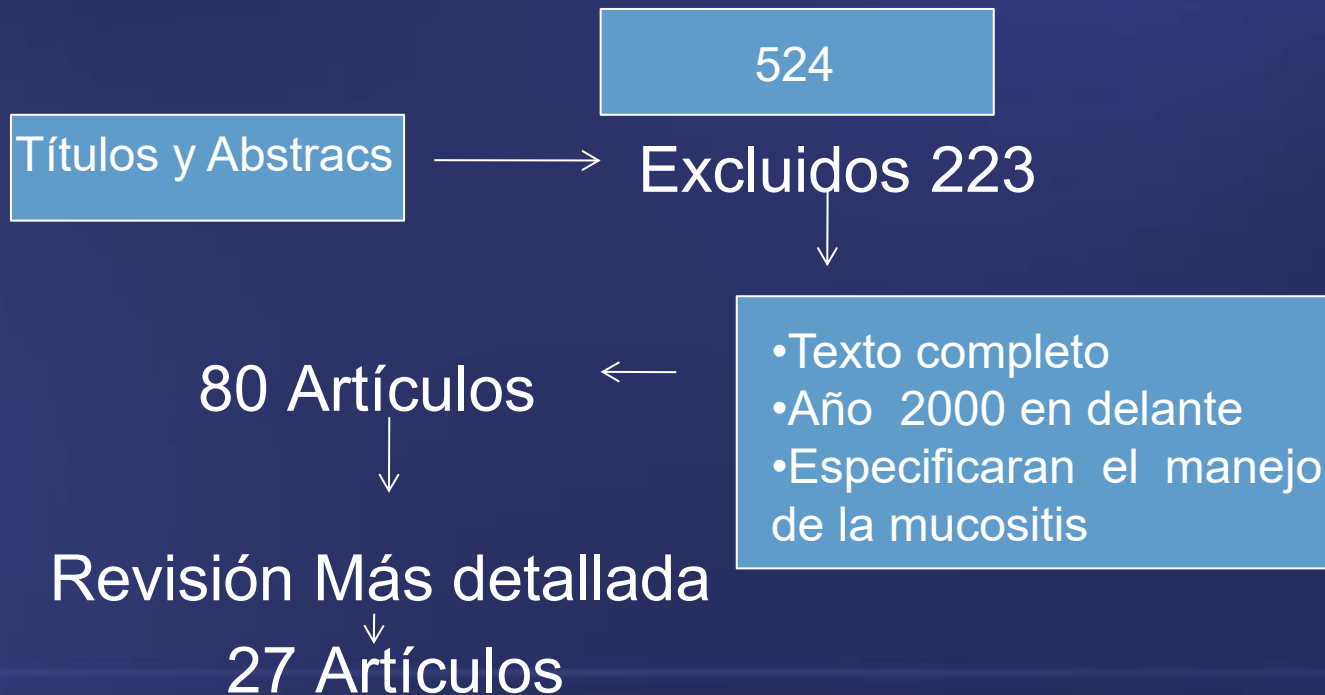 524
Títulos y Abstracs
Excluidos 223
•Texto completo
•Año 2000 en delante
•Especificaran el manejo
de la mucositis
80 Artículos
Revisión Más detallada
27 Artículos